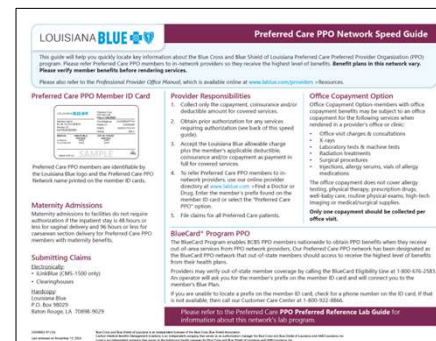 LOUISIANA BLUE
Preferred Care PPO Network Speed Guide
This guide will help you quickly locate key information about the Blue Cross and Blue Shield of Louisiana Preferred Care Preferred Provider Organization (PPO)
program. Please refer Preferred Care PPO members to in-network providers so they receive the highest level of benefits. Benefit plans in this network vary.
Please verify member benefits before rendering services.
Please also refer to the Professional Provider Office Manual, which is available online at www.lablue.com/providers >Resources.
Preferred Care PPO Member ID Card
SAMPLE
Preferred Care PPO members are identifiable by
the Louisiana Blue logo and the Preferred Care PPO
Network name printed on the member ID cards.
Maternity Admissions
Maternity admissions to facilities do not require
authorization if the inpatient stay is 48 hours or
less for vaginal delivery and 96 hours or less for
caesarean section delivery for Preferred Care PPO
members with maternity benefits.
Submitting Claims
Electronically:
• iLinkBlue (CMS-1500 only)
• Clearinghouses
Hardcopy:
Louisiana Blue
P.O. Box 98029
Baton Rouge, LA 70898-9029
Provider Responsibilities
1. Collect only the copayment, coinsurance and/or
deductible amount for covered services.
2. Obtain prior authorization for any services
requiring authorization (see back of this speed
guide).
3. Accept the Louisiana Blue allowable charge
plus the member's applicable deductible,
coinsurance and/or copayment as payment in
full for covered services.
4. To refer Preferred Care PPO members to in-
network providers, use our online provider
directory at www.lablue.com >Find a Doctor or
Drug. Enter the member's prefix found on the
member ID card or select the "Preferred Care
PPO" option.
5. File claims for all Preferred Care patients.
Office Copayment Option
Office Copayment Option-members with office
copayment benefits may be subject to an office
copayment for the following services when
rendered in a provider's office or clinic:
• Office visit charges & consultations
• X-rays
• Laboratory tests & machine tests
• Radiation treatments
• Surgical procedures
• Injections, allergy serums, vials of allergy
medications
The office copayment does not cover allergy
testing, physical therapy, prescription drugs,
well-baby care, routine physical exams, high-tech
imaging or medical/surgical supplies.
Only one copayment should be collected per
office visit.
BlueCard® Program PPO
The BlueCard Program enables BCBS PPO members nationwide to obtain PPO benefits when they receive
out-of-area services from PPO network providers. Our Preferred Care PPO network has been designated as
the BlueCard PPO network that out-of-state members should access to receive the highest level of benefits
from their health plans.
Providers may verify out-of-state member coverage by calling the BlueCard Eligibility Line at 1-800-676-2583.
An operator will ask you for the member's prefix on the member ID card and will connect you to the
member's Blue Plan.
If you are unable to locate a prefix on the member ID card, check for a phone number on the ID card. If that
is not available, then call our Customer Care Center at 1-800-922-8866.
Please refer to the Preferred Care PPO Preferred Reference Lab Guide for
information about this network's lab program.